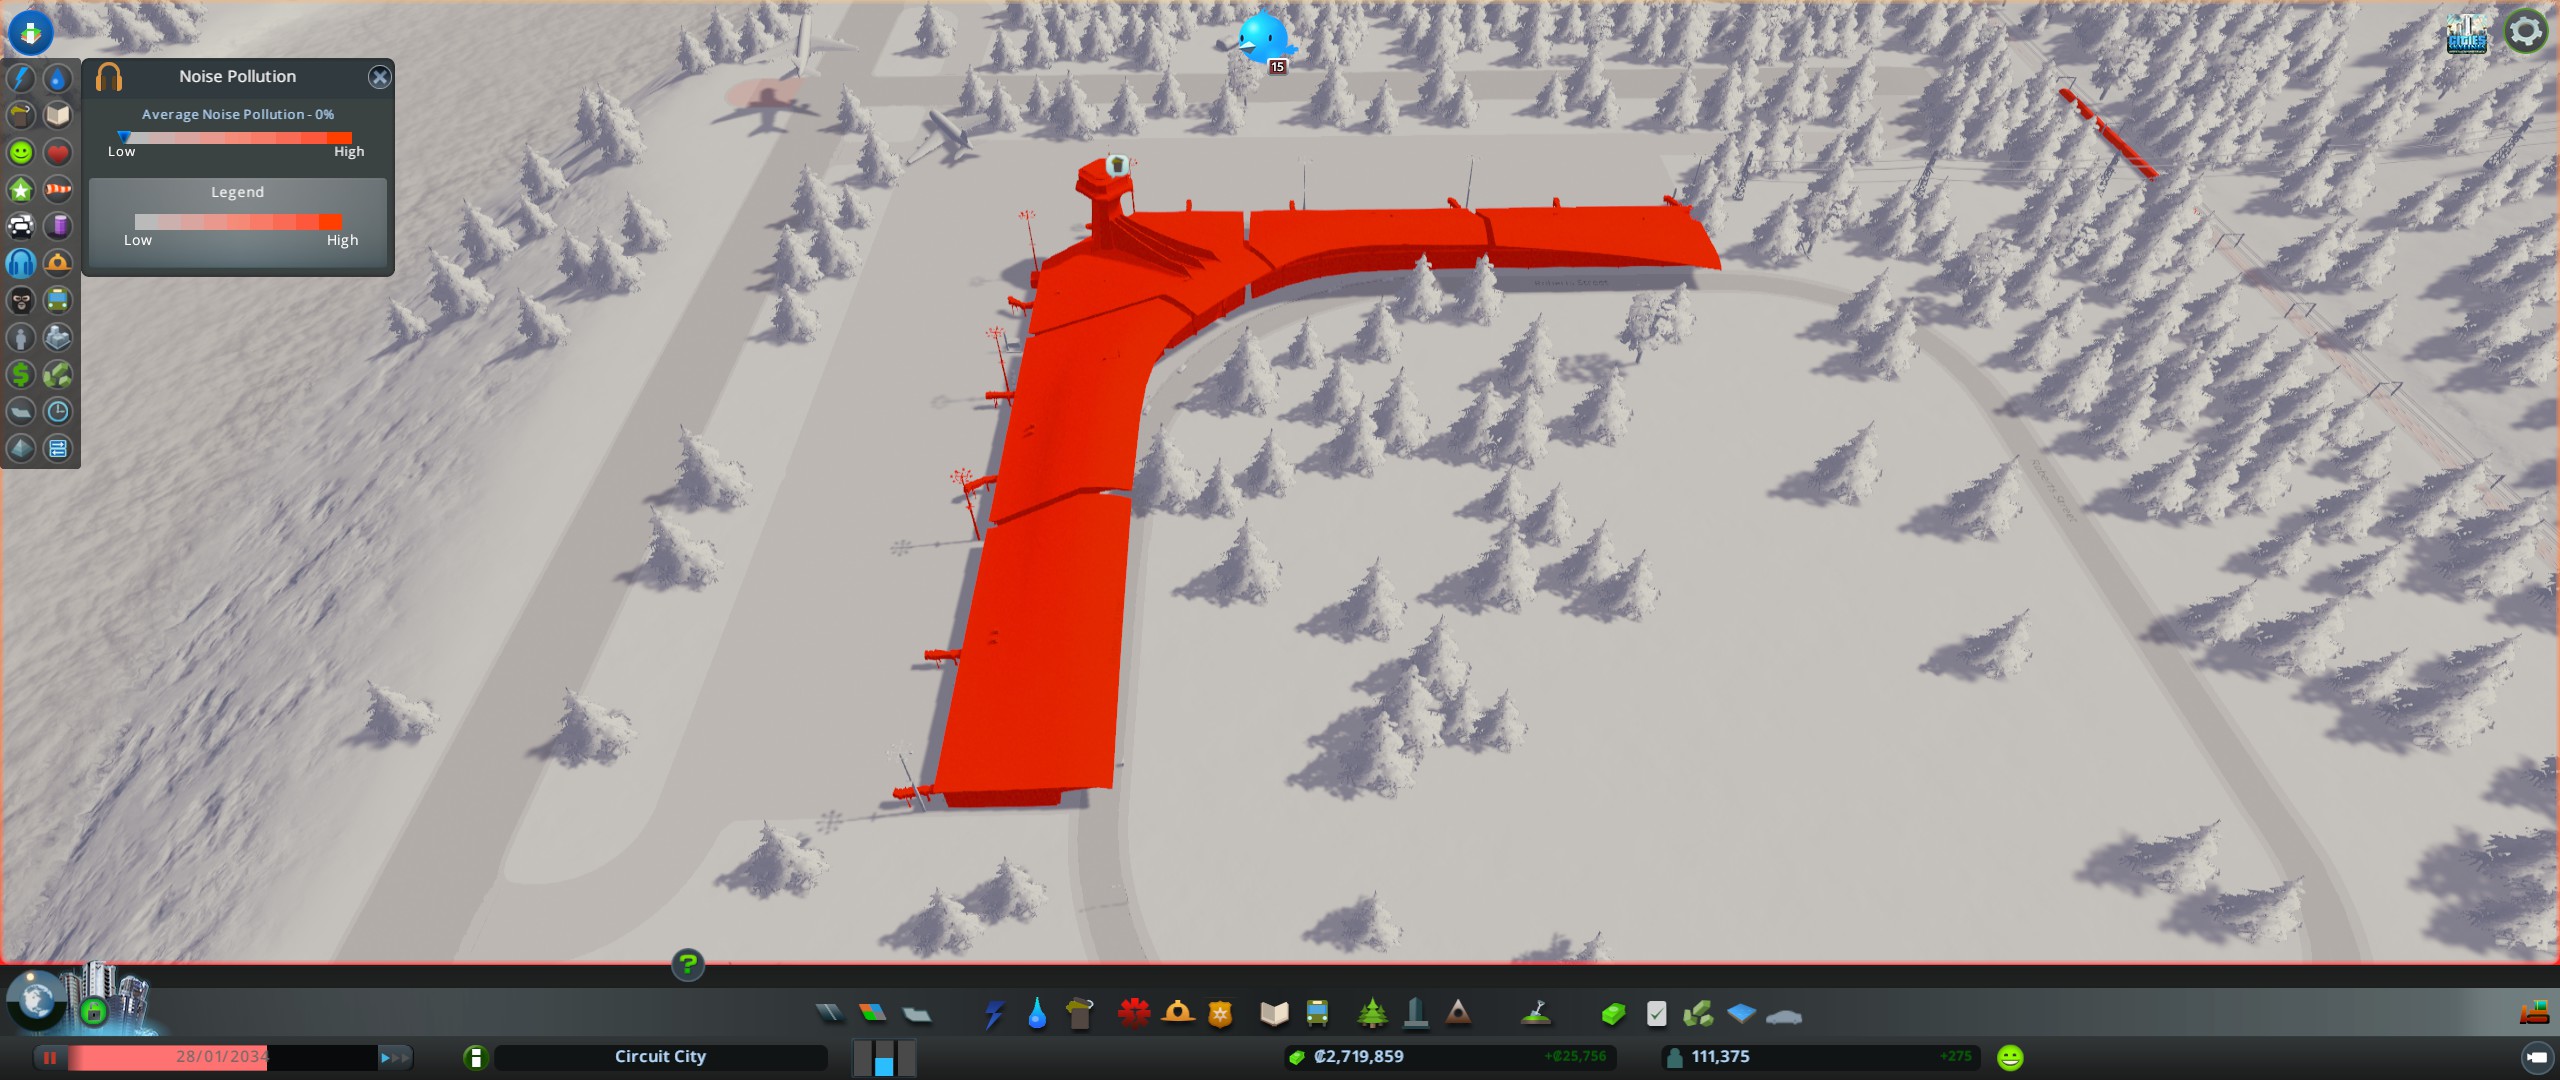 15
CITIES
Noise Pollution
Average Noise Pollution - 0%
Low High
Legend
Low High
?
28/01/2034
Circuit City
₡2,719,859
+₡25,756
111,375
+275